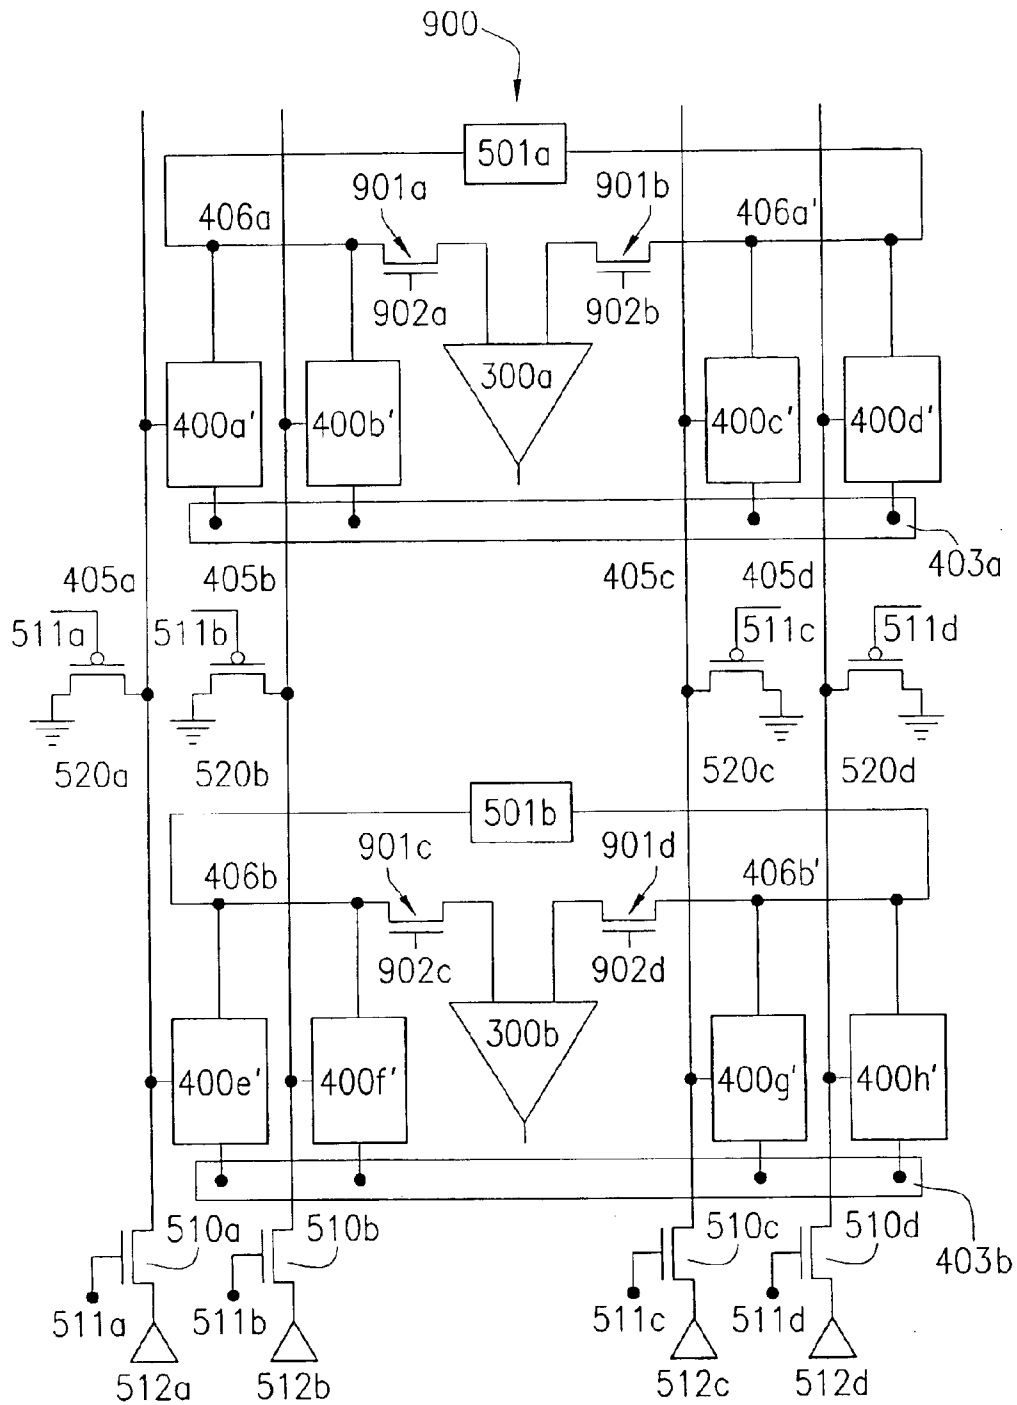 900
501a
901a
901b
406a
406a'
902a
902b
300a
400a'
400b'
400c'
400d'
403a
405a
405b
405c
405d
511a
511b
511c
511d
520a
520b
520c
520d
501b
901c
901d
406b
406b'
902c
902d
300b
400e'
400f'
400g'
400h'
510a
510b
510c
510d
403b
511a
511b
511c
511d
512a
512b
512c
512d